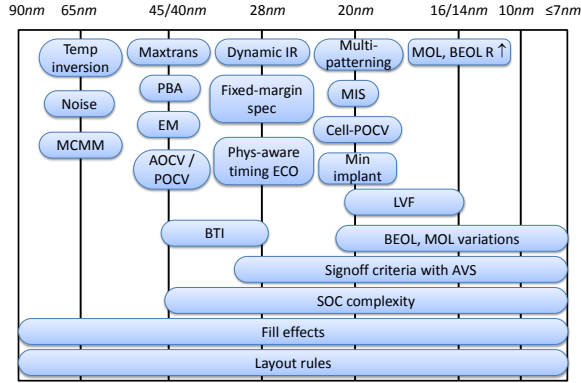 90nm 65nm 45/40nm 28nm 20nm 16/14nm 10nm ≤7nm
Temp
inversion
Maxtrans
Dynamic IR
Multi-
patterning
MOL, BEOL R ↑
Noise
PBA
Fixed-margin
spec
MIS
MCMM
EM
Cell-POCV
AOCV /
POCV
Phys-aware
timing ECO
Min
implant
LVF
BTI
BEOL, MOL variations
Signoff criteria with AVS
SOC complexity
Fill effects
Layout rules